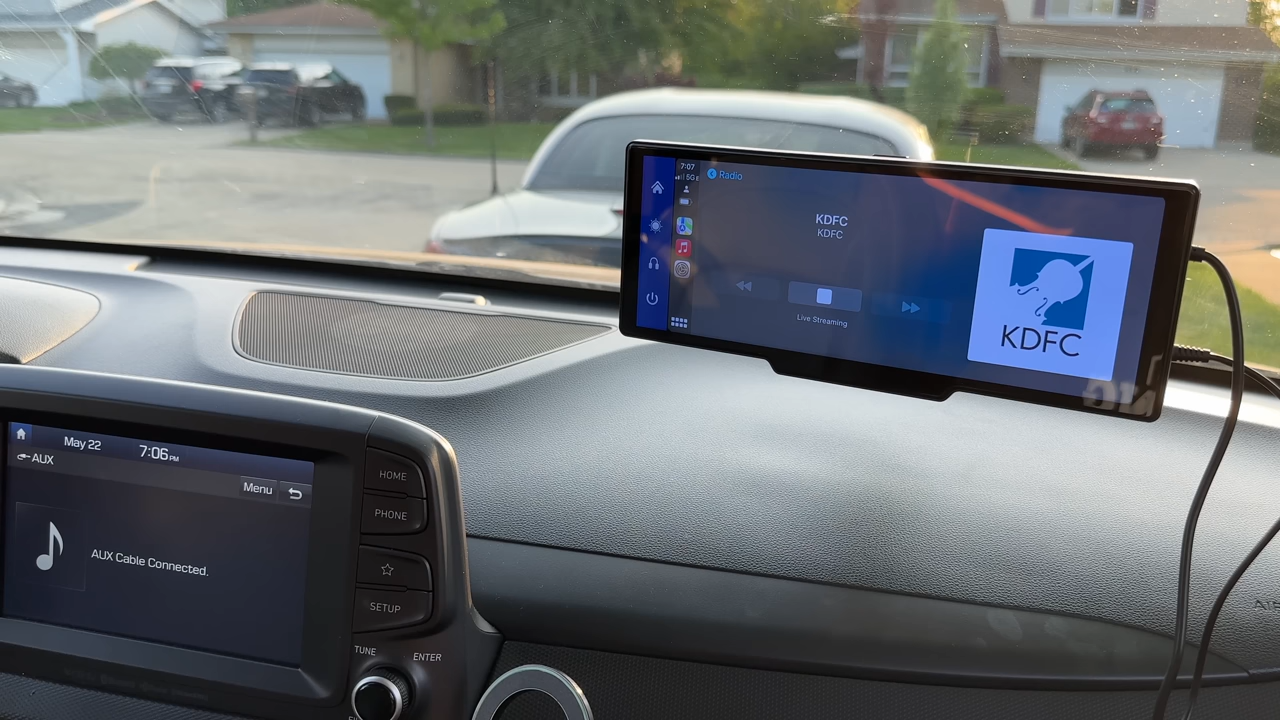 7:07
5G E
Radio
KDFC
KDFC
Live Streaming
KDFC
May 22
7:06 PM
AUX
Menu
AUX Cable Connected.
HOME
PHONE
SETUP
TUNE
ENTER